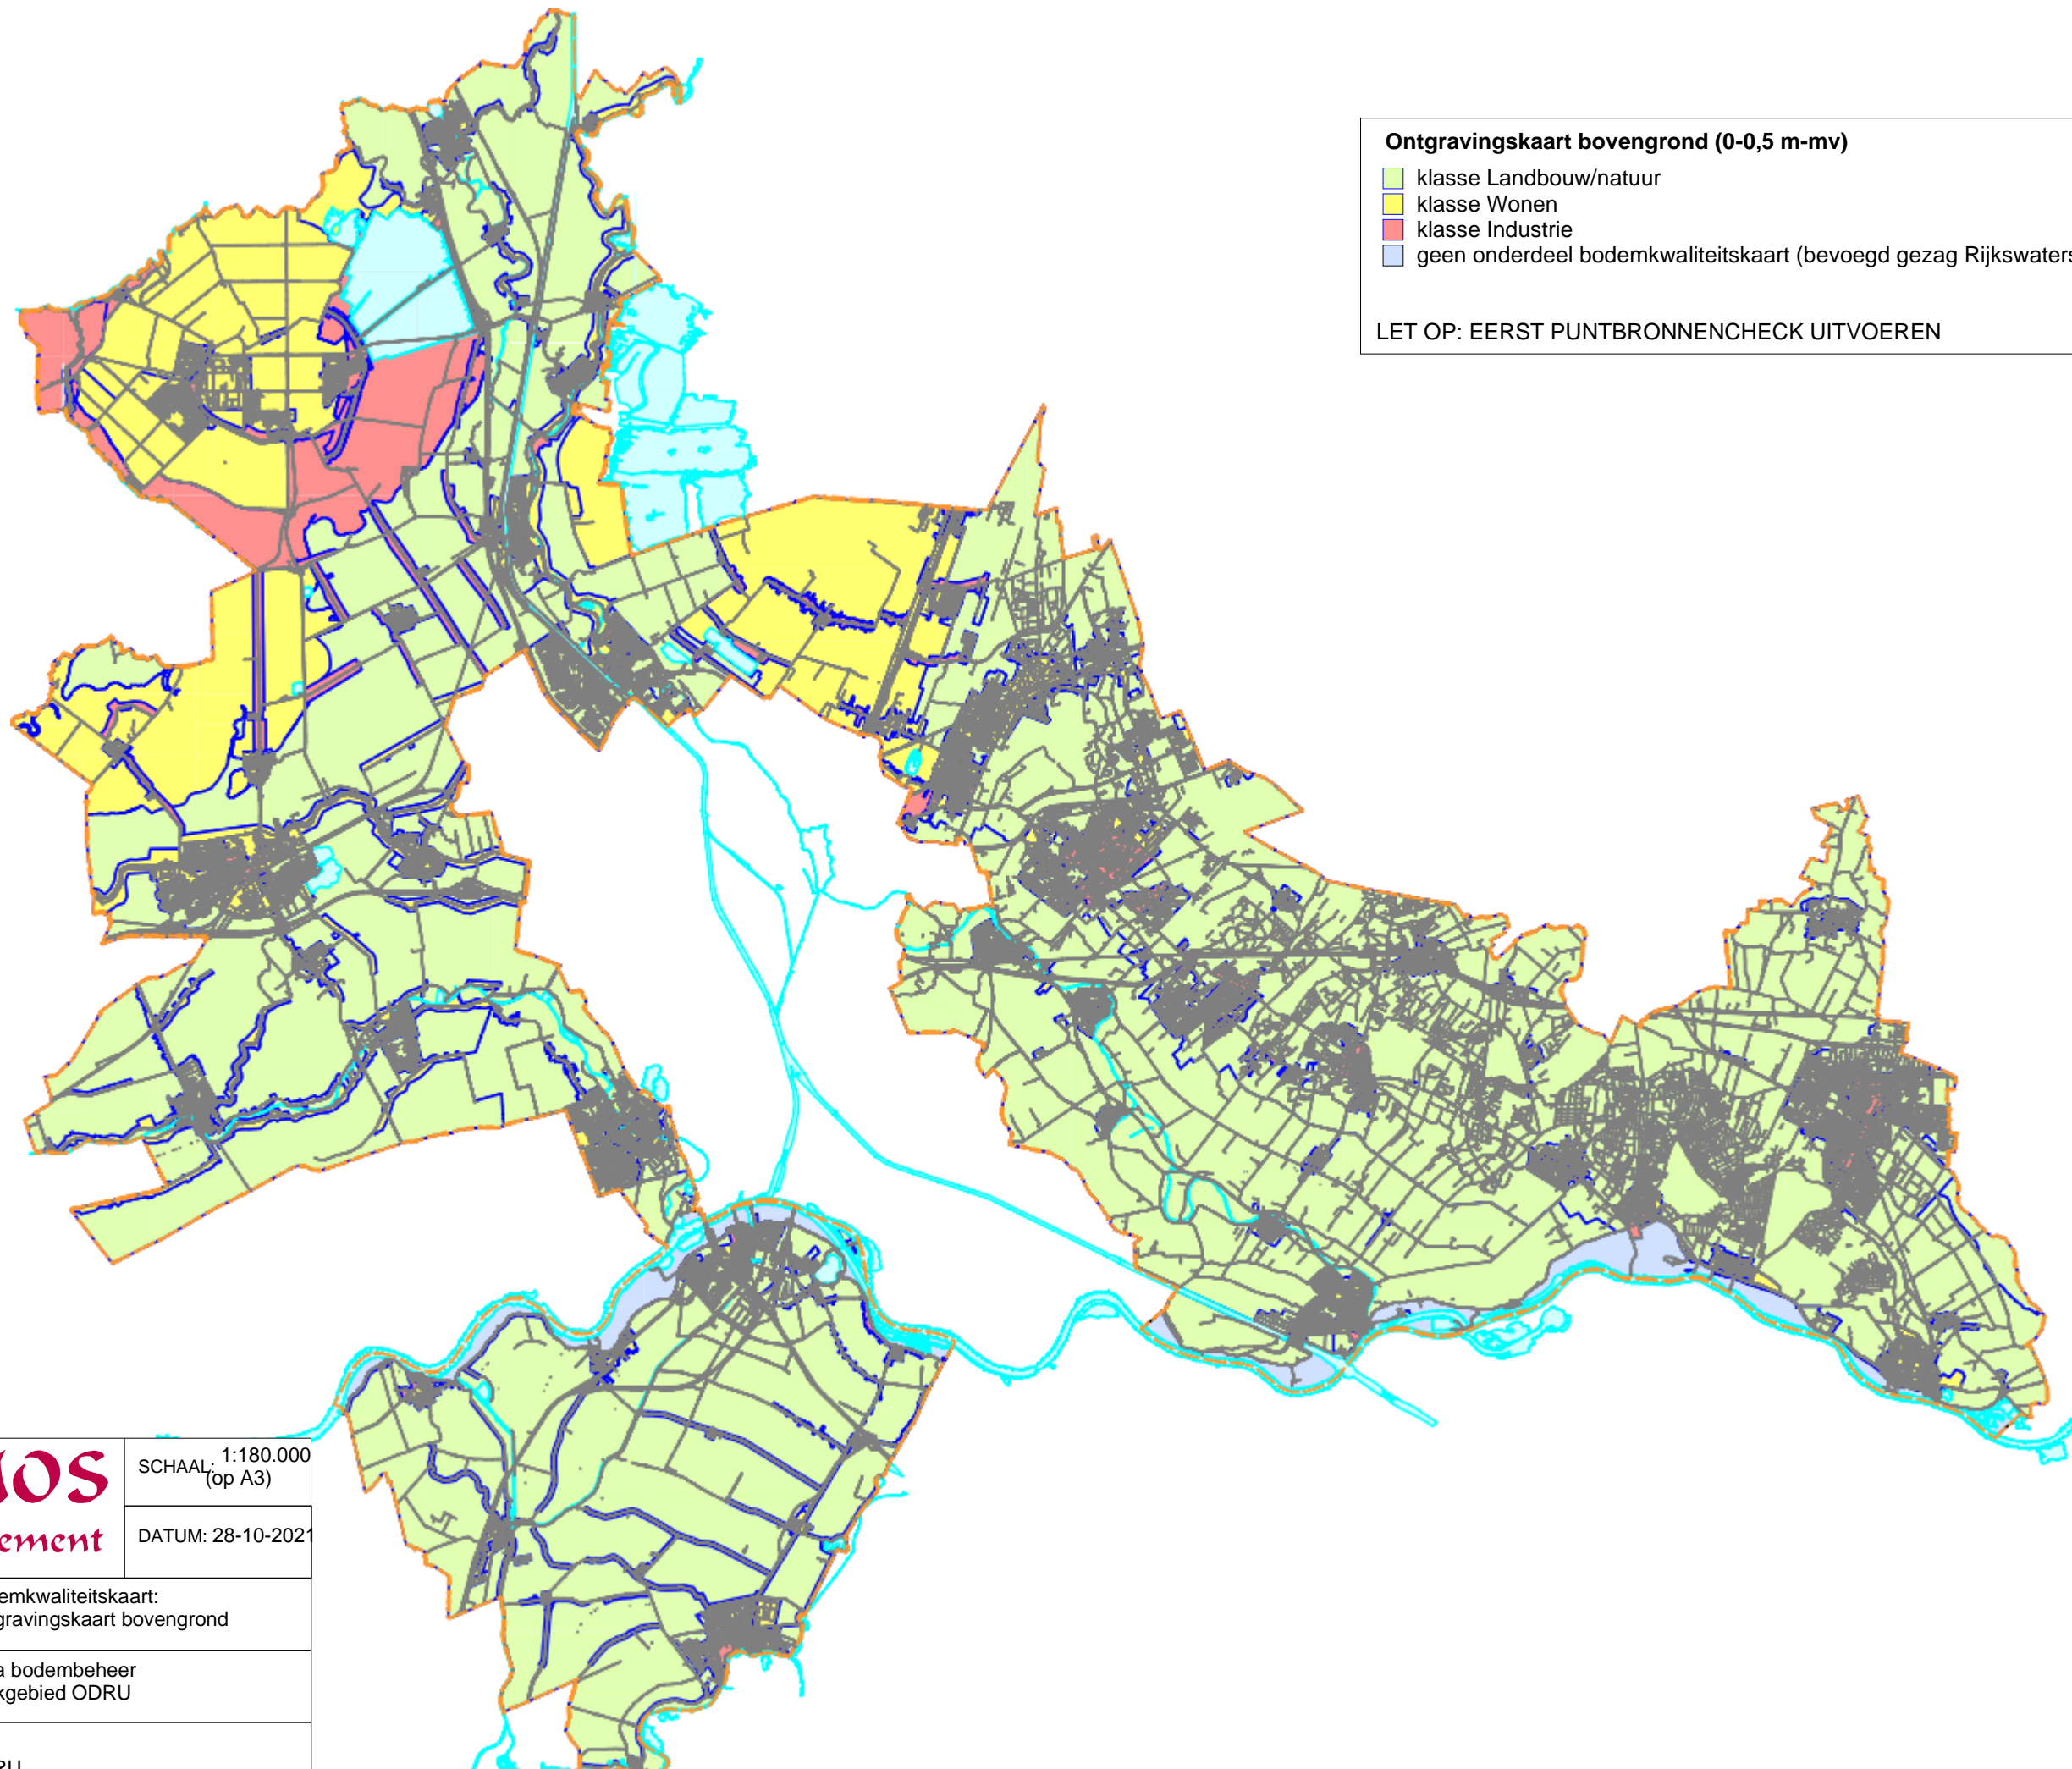 Ontgravingskaart bovengrond (0-0,5 m-mv)
klasse Landbouw/natuur
klasse Wonen
klasse Industrie
geen onderdeel bodemkwaliteitskaart (bevoegd gezag Rijkswaters
LET OP: EERST PUNTBRONNENCHECK UITVOEREN
SCHAAL: 1:180.000
(op A3)
os
ement
DATUM: 28-10-2021
emkwaliteitskaart:
gravingskaart bovengrond
a bodembeheer
kgebied ODRU